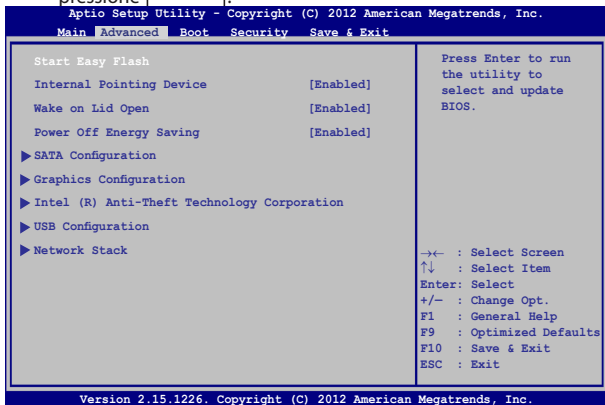 pressione
Aptio Setup Utility - Copyright (C) 2012 American Megatrends, Inc.
Main Advanced Boot Security Save & Exit
Start Easy Flash
Internal Pointing Device [Enabled]
Wake on Lid Open [Enabled]
Power Off Energy Saving [Enabled]
SATA Configuration
Graphics Configuration
Intel (R) Anti-Theft Technology Corporation
USB Configuration
Network Stack
Press Enter to run
the utility to
select and update
BIOS.
→← : Select Screen
↑↓ : Select Item
Enter: Select
+/— : Change Opt.
F1 : General Help
F9 : Optimized Defaults
F10 : Save & Exit
ESC : Exit
Version 2.15.1226. Copyright (C) 2012 American Megatrends, Inc.